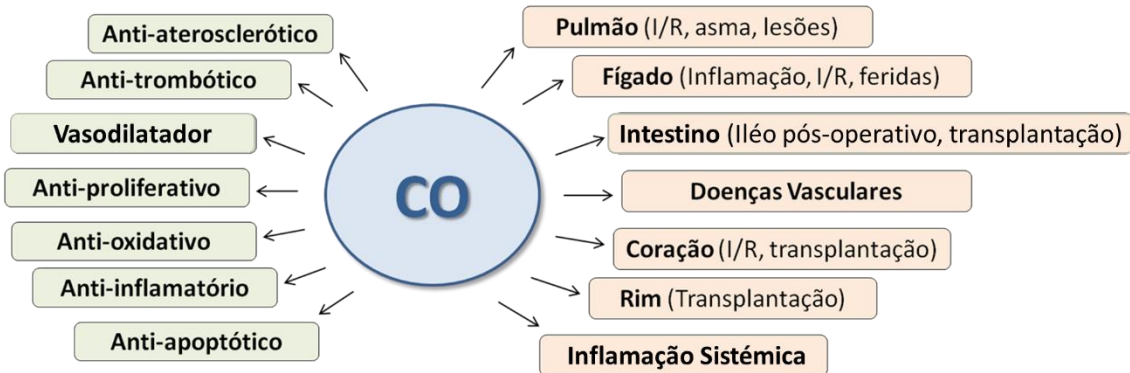 Anti-aterosclerótico
Anti-trombótico
Vasodilatador
Anti-proliferativo
Anti-oxidativo
Anti-inflamatório
Anti-apoptótico
CO
Pulmão (I/R, asma, lesões)
Fígado (Inflamação, I/R, feridas)
Intestino (Iléo pós-operativo, transplantação)
Doenças Vasculares
Coração (I/R, transplantação)
Rim (Transplantação)
Inflamação Sistémica